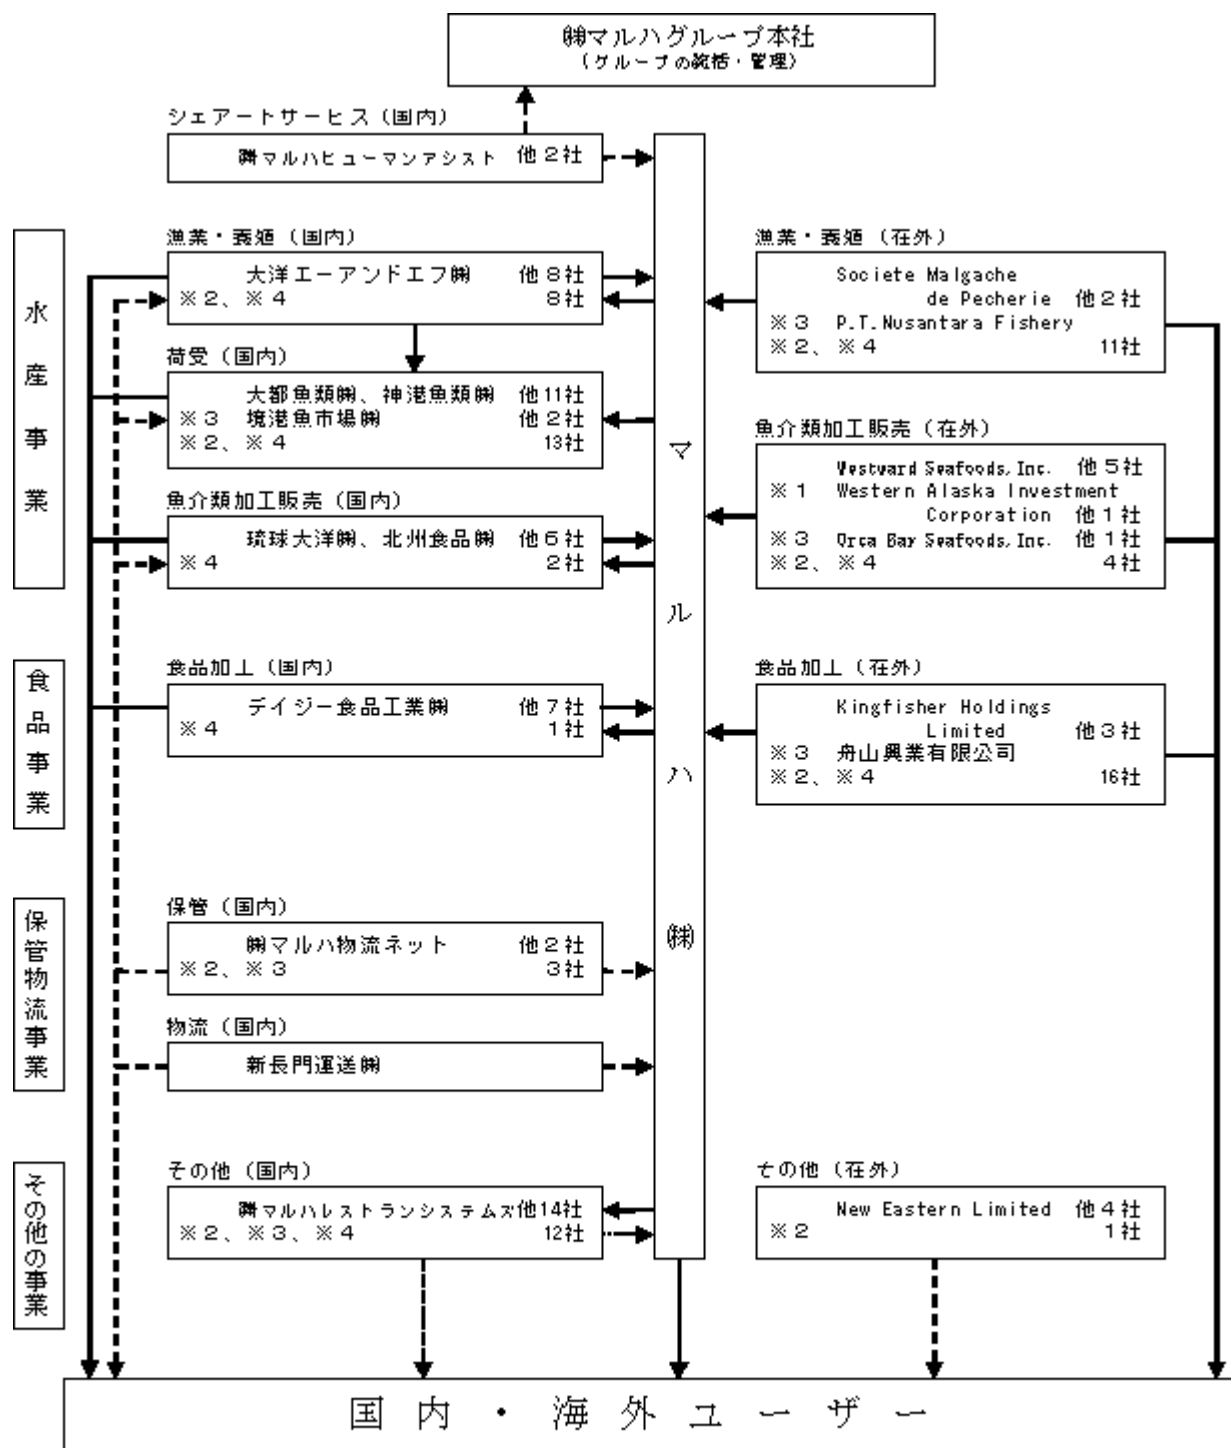 ㈱マルハグループ本社
（グループの統括・管理）
シェアートサービス（国内）
㈱マルハヒューマンアシスト 他２社
水産事業
漁業・養殖（国内）
大洋エーアンドエフ㈱ 他８社
※２、※４ ８社
荷受（国内）
大都魚類㈱、神港魚類㈱ 他11社
※３ 境港魚市場㈱ 他２社
※２、※４ 13社
魚介類加工販売（国内）
琉球大洋㈱、北州食品㈱ 他６社
※４ ２社
漁業・養殖（在外）
Societe Malgache
de Pecherie 他２社
※３ P.T.Nusantara Fishery
※２、※４ 11社
魚介類加工販売（在外）
Westward Seafoods, Inc. 他５社
※１ Western Alaska Investment
Corporation 他１社
※３ Orca Bay Seafoods, Inc. 他１社
※２、※４ ４社
マルハ㈱
食品事業
食品加工（国内）
デイジー食品工業㈱ 他７社
※４ １社
食品加工（在外）
Kingfisher Holdings
Limited 他３社
※３ 舟山興業有限公司
※２、※４ 16社
保管物流事業
保管（国内）
㈱マルハ物流ネット 他２社
※２、※３ ３社
物流（国内）
新長門運送㈱
その他の事業
その他（国内）
㈱マルハレストランシステムズ他14社
※２、※３、※４ 12社
その他（在外）
New Eastern Limited 他４社
※２ １社
国内・海外ユーザー